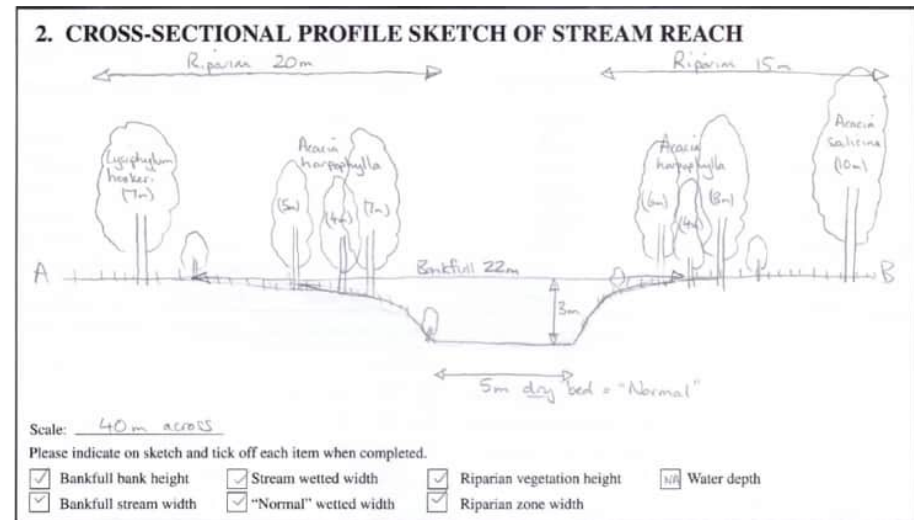 2. CROSS-SECTIONAL PROFILE SKETCH OF STREAM REACH
Riparian 20m
Riparian 15m
Lysiphyllum
hookeri
(7m)
Acacia
harpophylla
(5m)
(4m)
(7m)
Acacia
harpophylla
(6m)
(4m)
(8m)
Acacia
salicina
(10m)
A
Bankfull 22m
B
3m
5m dry bed = "Normal"
Scale: 40m across
Please indicate on sketch and tick off each item when completed.
Bankfull bank height Stream wetted width Riparian vegetation height NA Water depth
Bankfull stream width "Normal" wetted width Riparian zone width